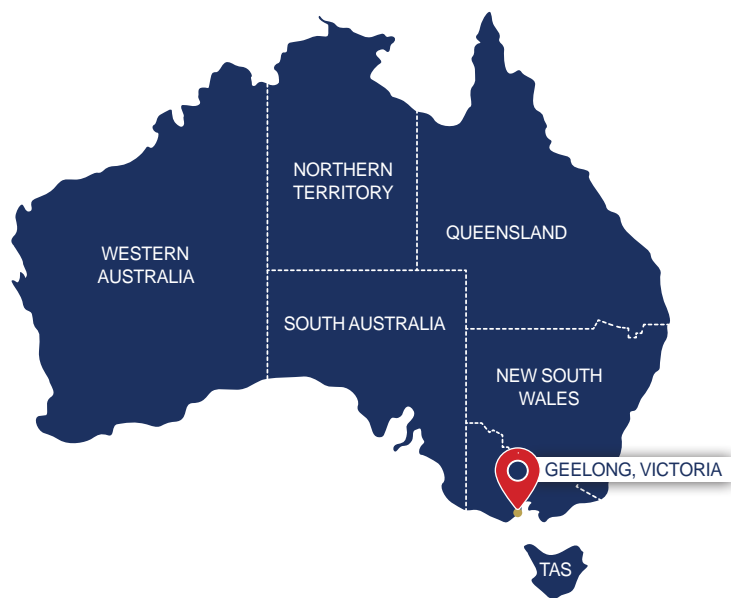 NORTHERN
TERRITORY
QUEENSLAND
WESTERN
AUSTRALIA
SOUTH AUSTRALIA
NEW SOUTH
WALES
GEELONG, VICTORIA
TAS